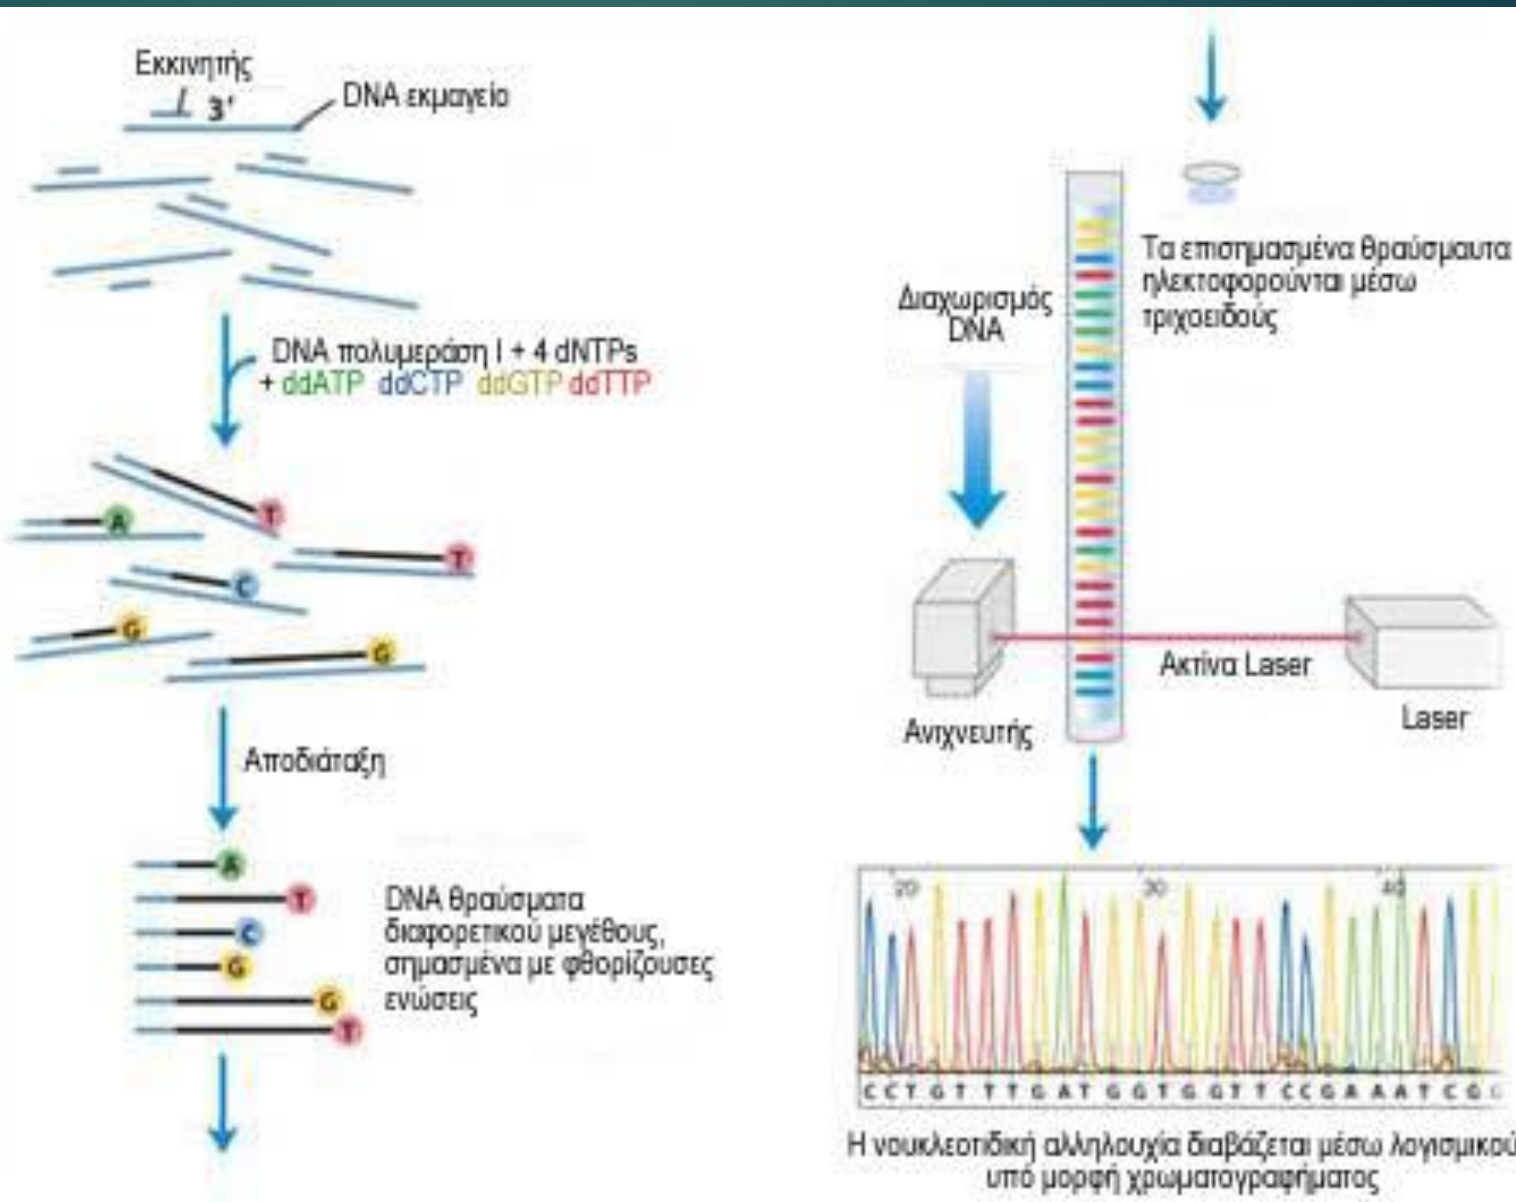 Εκκινητής
3'
DNA εκμαγείο
DNA πολυμεράση I + 4 dNTPs
+ ddATP ddCTP ddGTP ddTTP
T
A
T
C
G
G
Αποδιάταξη
A
T
C
G
G
T
DNA θραύσματα
διαφορετικού μεγέθους,
σημασμένα με φθορίζουσες
ενώσεις
Τα επισημασμένα θραύσμαυτα
ηλεκτοφορούνται μέσω
τριχοειδούς
Διαχωρισμός
DNA
Ακτίνα Laser
Laser
Ανιχνευτής
20 30 40
C C T G T T T G A T G G T G G T T C C G A A A T C G G
Η νουκλεοτιδική αλληλουχία διαβάζεται μέσω λογισμικού
υπό μορφή χρωματογραφήματος